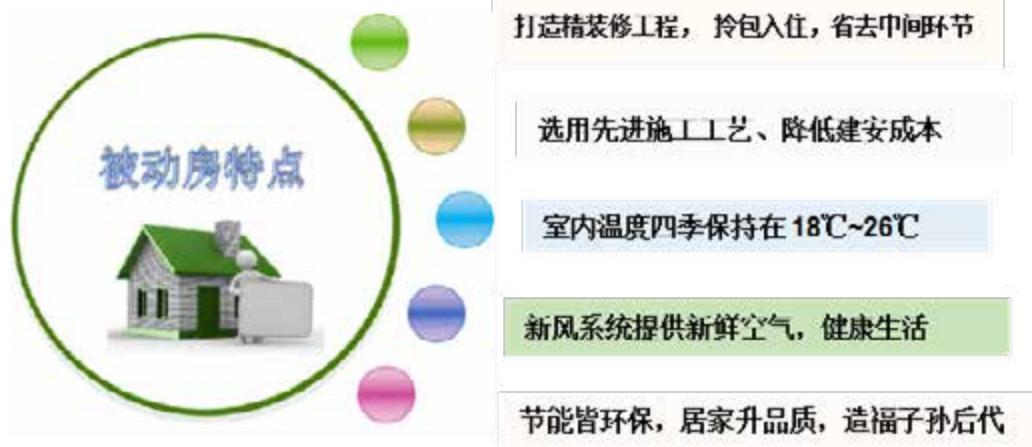 被动房特点
打造精装修工程， 拎包入住，省去中间环节
选用先进施工工艺、降低建安成本
室内温度四季保持在 18℃~26℃
新风系统提供新鲜空气，健康生活
节能皆环保，居家升品质，造福子孙后代